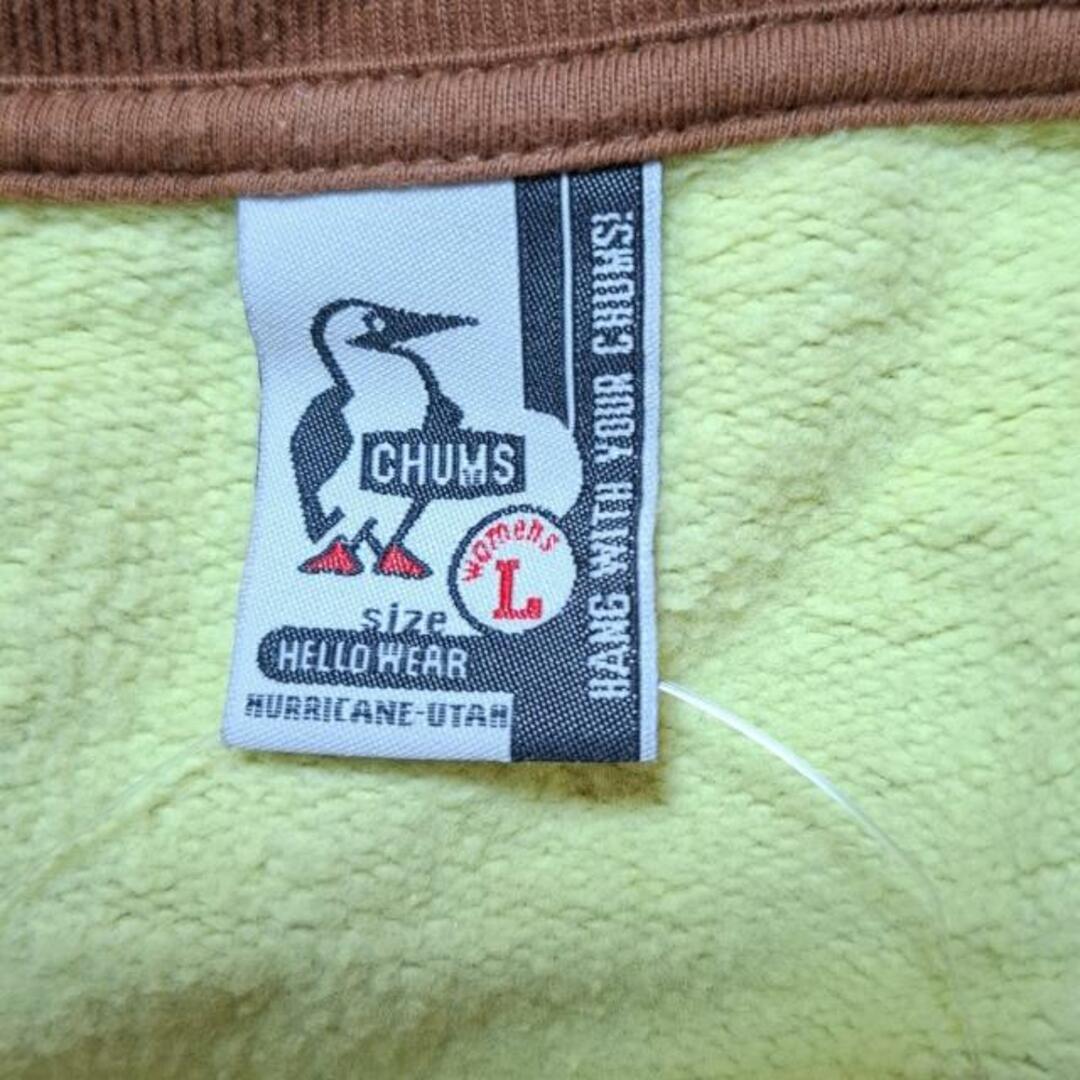 CHUMS
womens
L
size
HELLO WEAR
HURRICANE-UTAH
HANG WITH YOUR CHUMS!